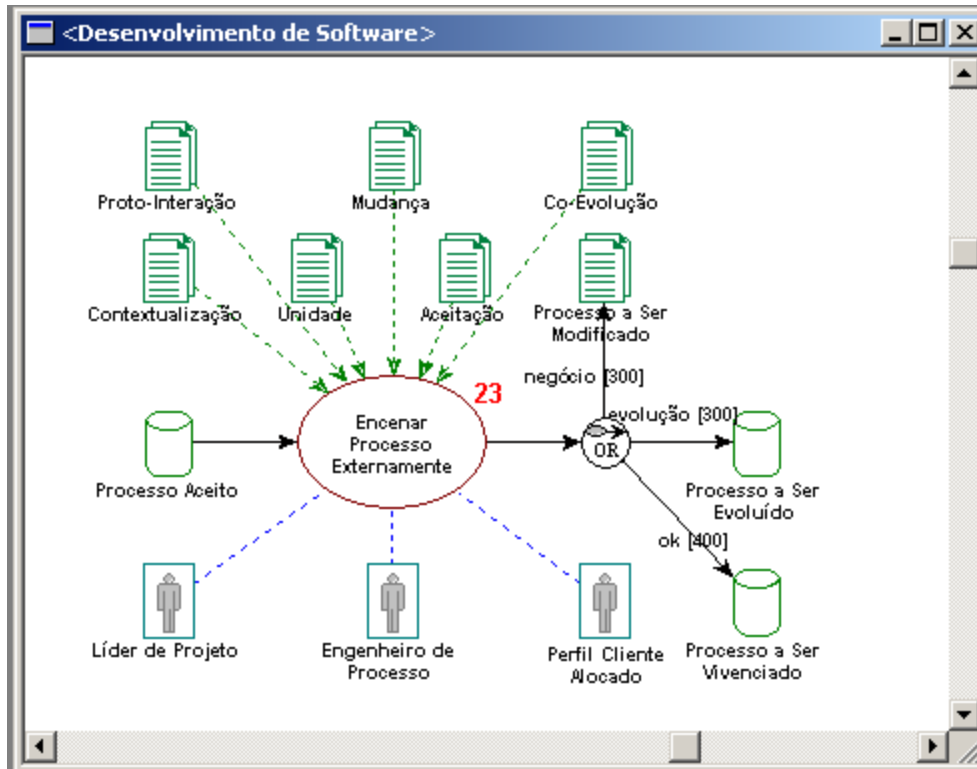 <Desenvolvimento de Software>
Proto-Interação
Mudança
Co-Evolução
Contextualização
Unidade
Aceitação
Processo a Ser
Modificado
negócio [300]
23
evolução [300]
Encenar
Processo
Externamente
OR
Processo Aceito
Processo a Ser
Evoluído
ok [400]
Líder de Projeto
Engenheiro de
Processo
Perfil Cliente
Alocado
Processo a Ser
Vivenciado